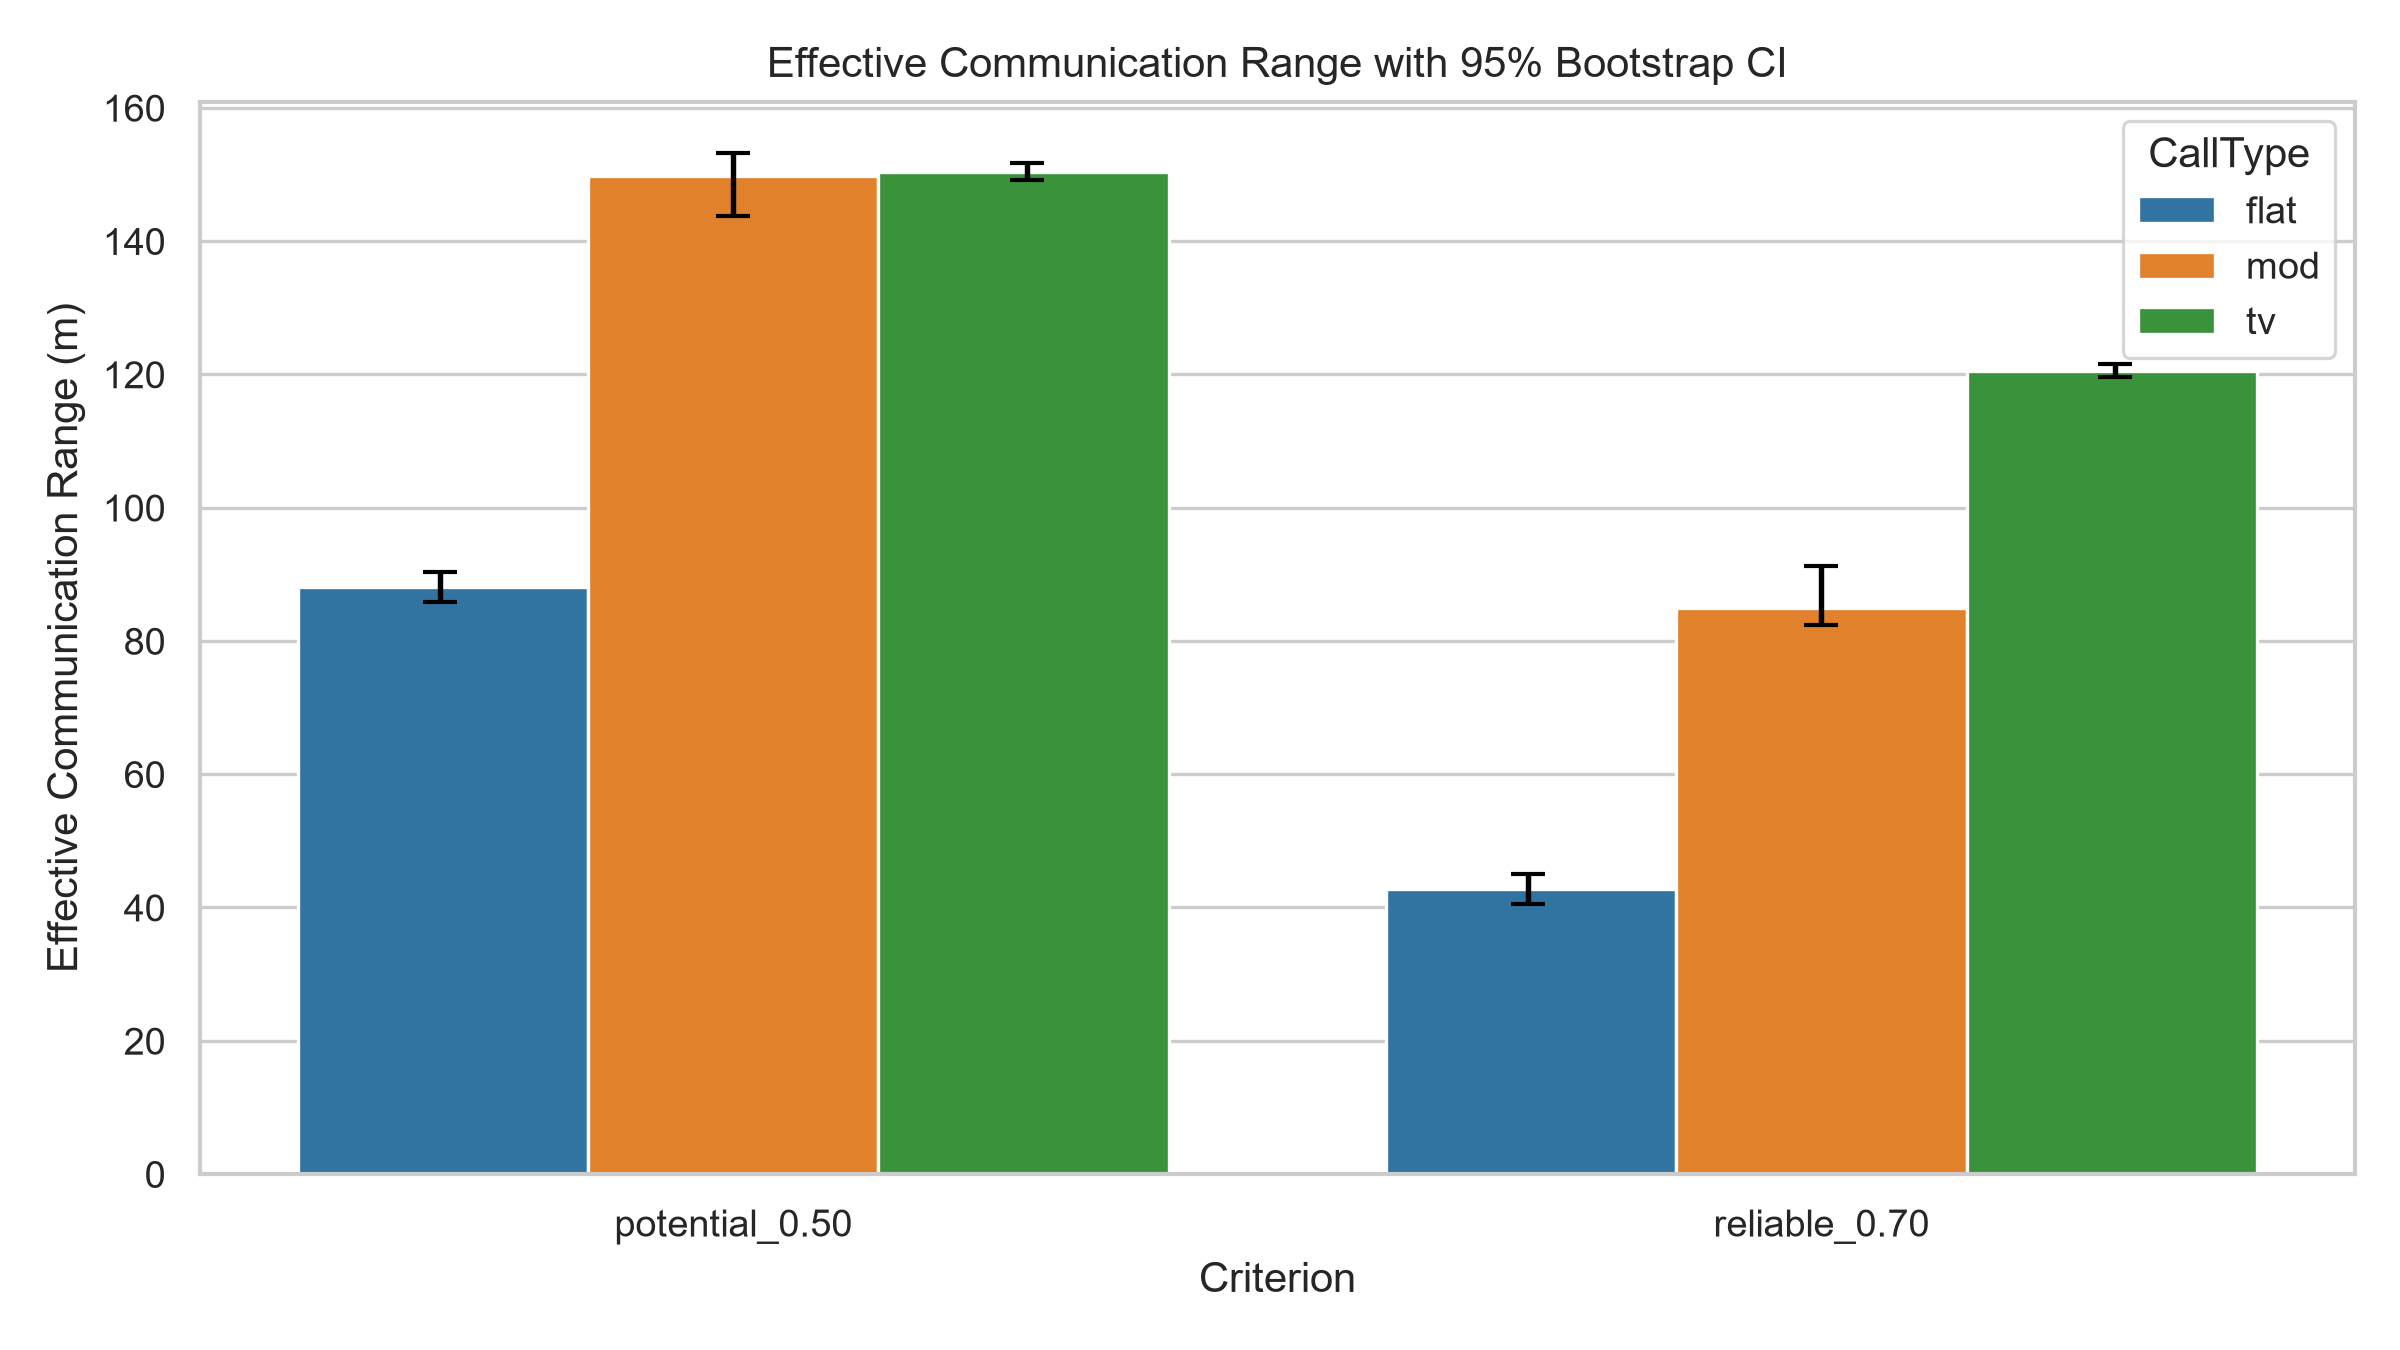 Effective Communication Range with 95% Bootstrap CI
Effective Communication Range (m)
160
140
120
100
80
60
40
20
0
CallType
flat
mod
tv
potential_0.50
reliable_0.70
Criterion